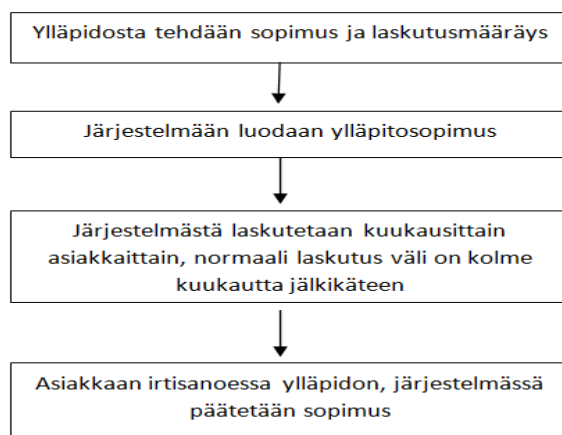 Ylläpidosta tehdään sopimus ja laskutusmääräys
Järjestelmään luodaan ylläpitosopimus
Järjestelmästä laskutetaan kuukausittain
asiakkaittain, normaali laskutus väli on kolme
kuukautta jälkikäteen
Asiakkaan irtisanoessa ylläpidon, järjestelmässä
päätetään sopimus